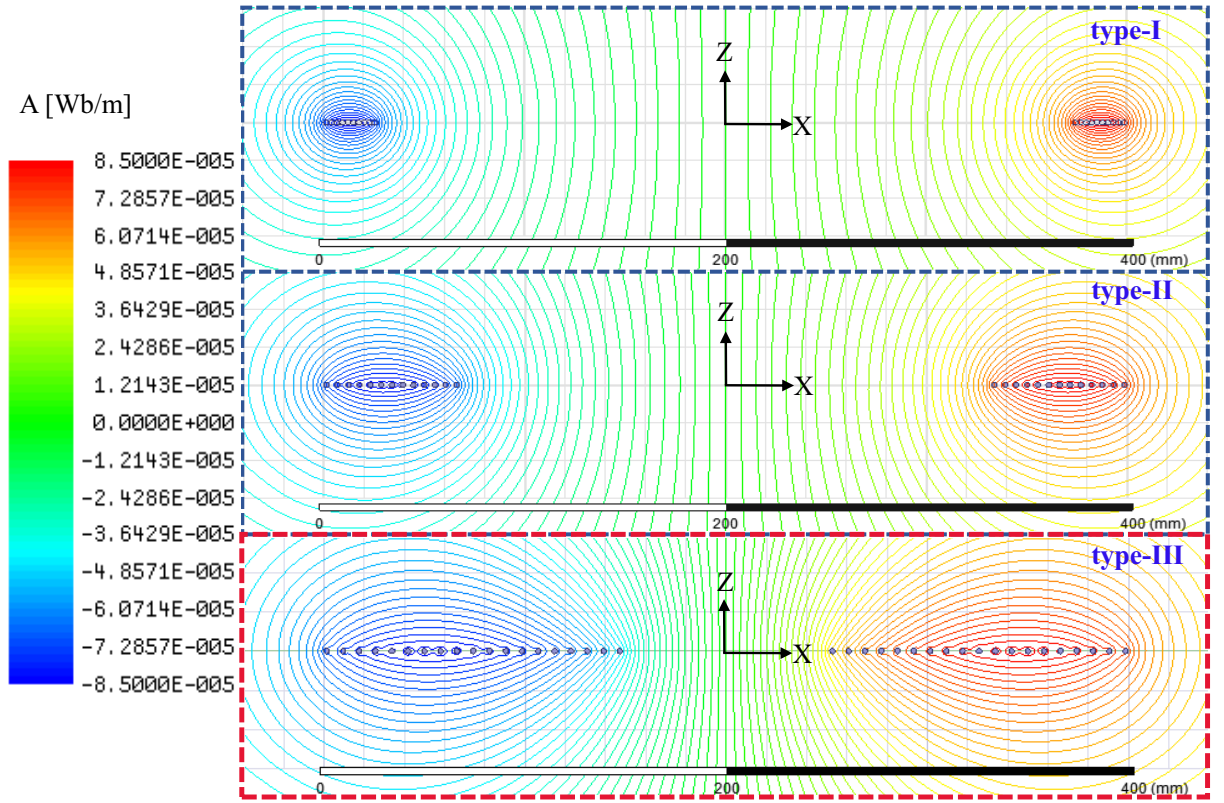 type-I
Z
X
A [Wb/m]
8.5000E-005
7.2857E-005
6.0714E-005
4.8571E-005
3.6429E-005
2.4286E-005
1.2143E-005
0.0000E+000
-1.2143E-005
-2.4286E-005
-3.6429E-005
-4.8571E-005
-6.0714E-005
-7.2857E-005
-8.5000E-005
0 200 400 (mm)
type-II
Z
X
0 200 400 (mm)
type-III
Z
X
0 200 400 (mm)